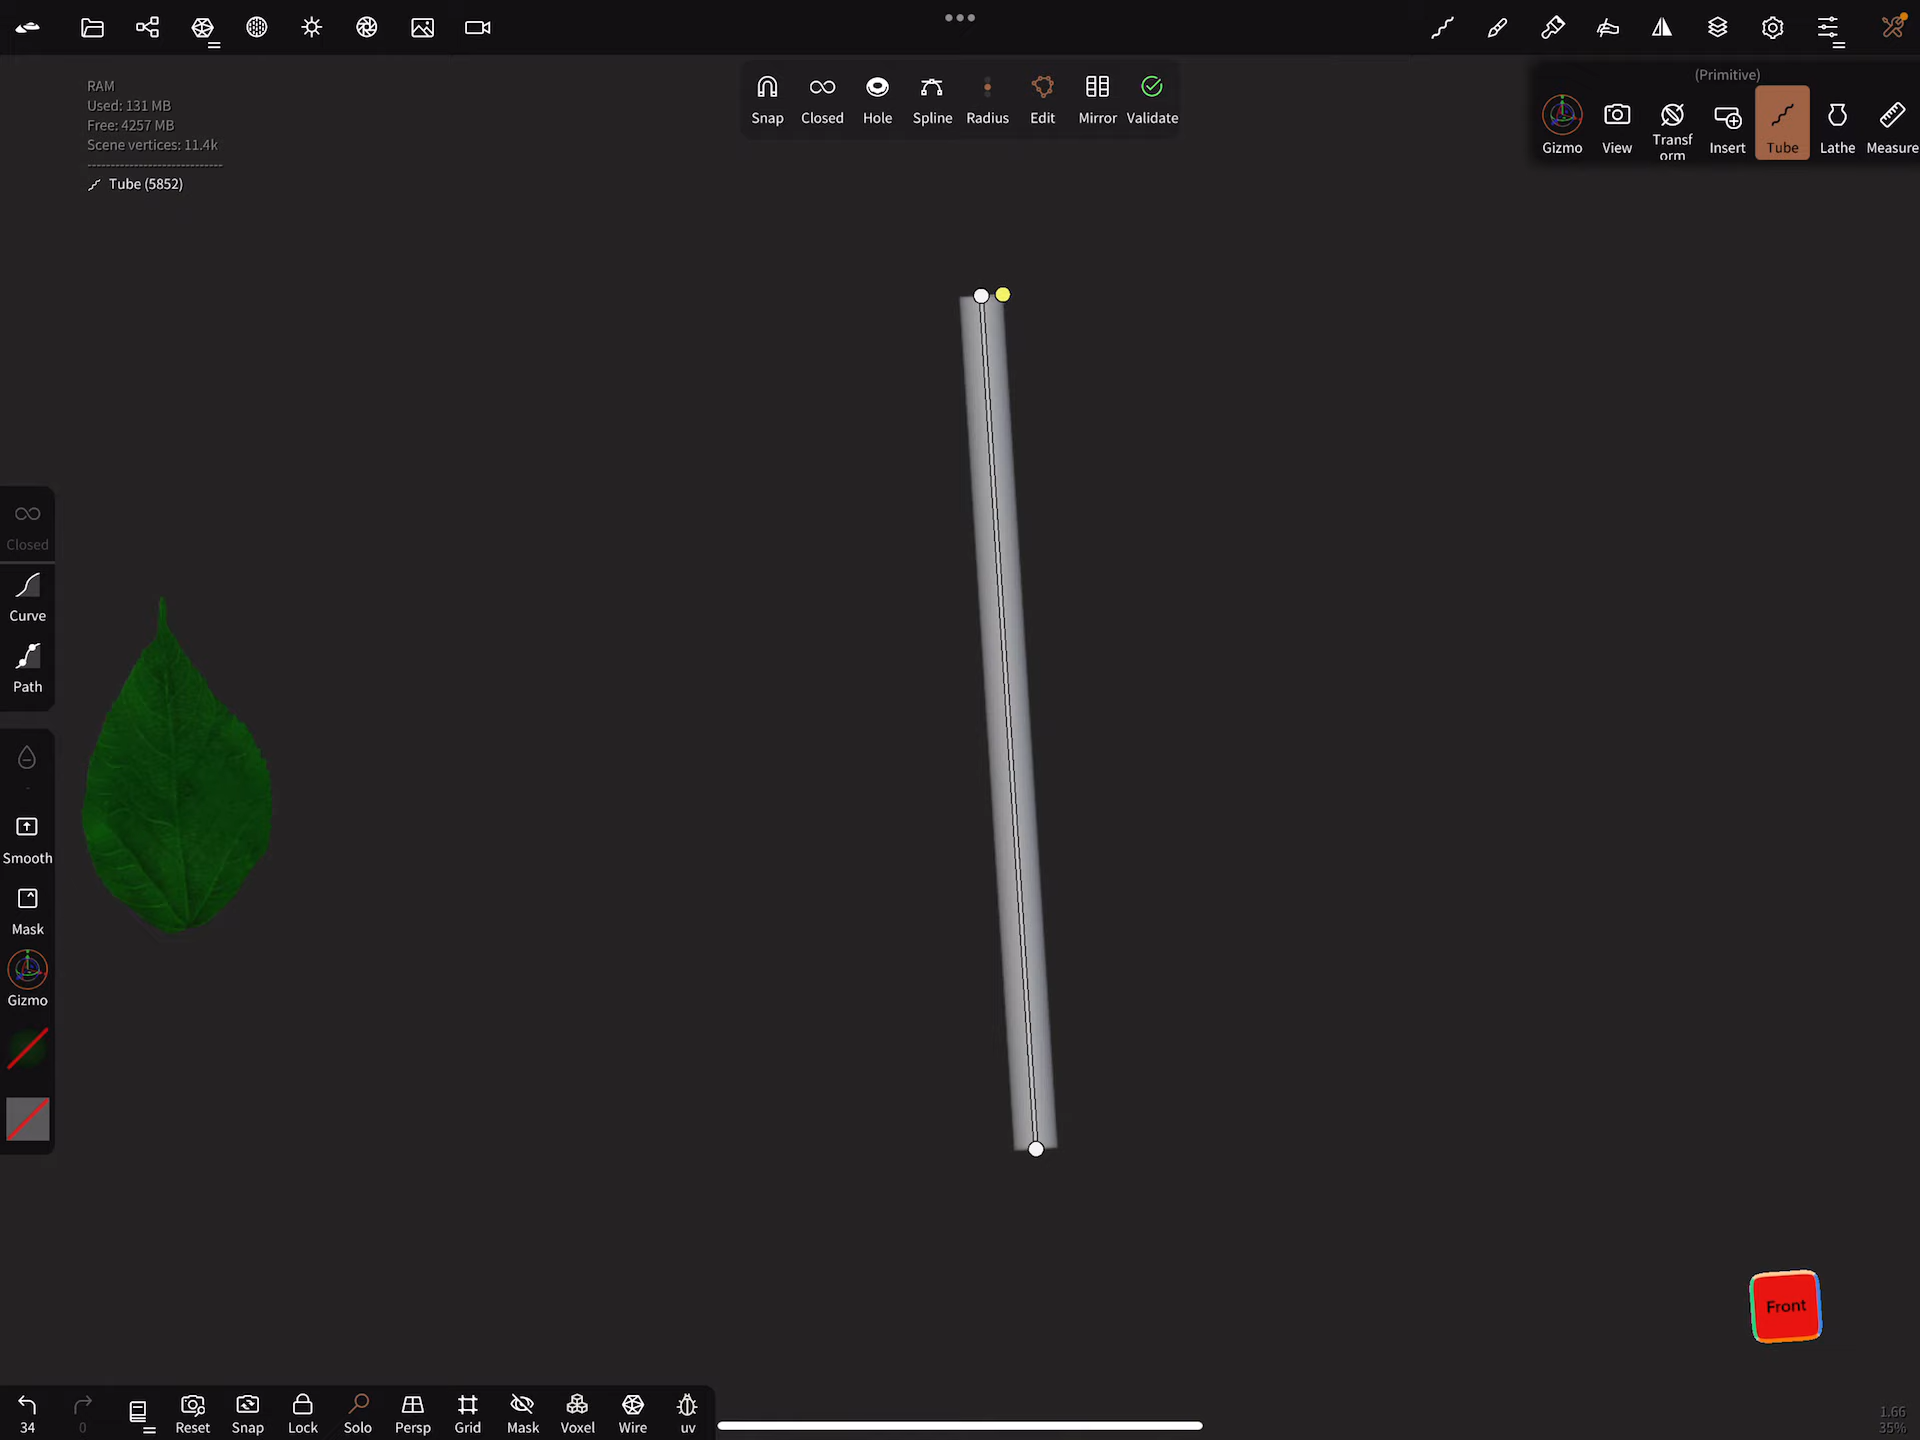 RAM
Used: 131 MB
Free: 4257 MB
Scene vertices: 11.4k
Tube (5852)
Snap Closed Hole Spline Radius Edit Mirror Validate
(Primitive)
Gizmo View Transf
orm Insert Tube Lathe Measure
Closed
Curve
Path
Smooth
Mask
Gizmo
Front
34 0 Reset Snap Lock Solo Persp Grid Mask Voxel Wire uv
1.66
35%